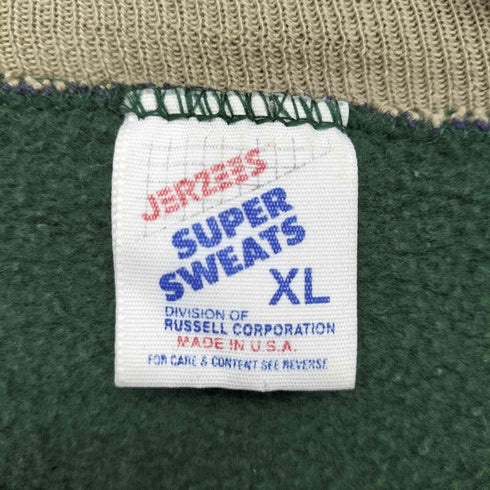 JERZEES
SUPER
SWEATS
XL
DIVISION OF
RUSSELL CORPORATION
MADE IN U.S.A.
FOR CARE & CONTENT SEE REVERSE